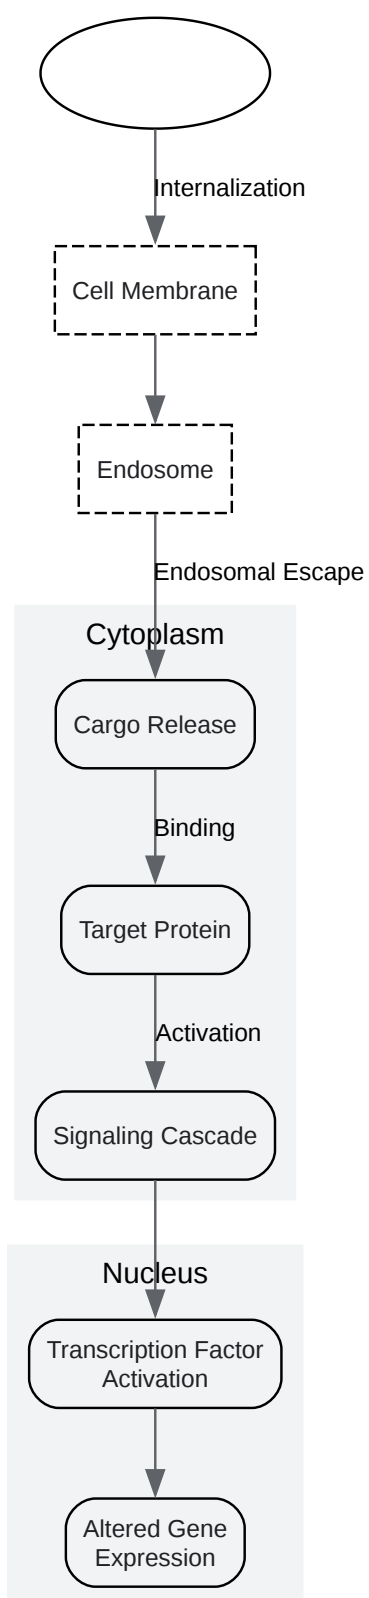 Internalization
Cell Membrane
Endosome
Endosomal Escape
Cytoplasm
Cargo Release
Binding
Target Protein
Activation
Signaling Cascade
Nucleus
Transcription Factor
Activation
Altered Gene
Expression